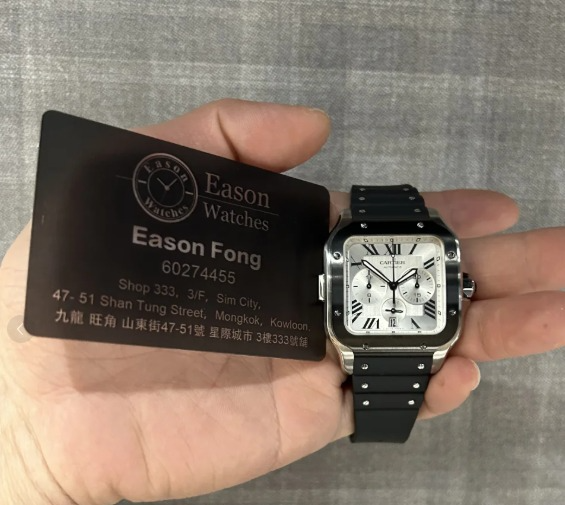 Eason
Watches
Eason
Watches
Eason Fong
60274455
Shop 333, 3/F, Sim City,
47- 51 Shan Tung Street, Mongkok, Kowloon.
九龍 旺角 山東街47-51號 星際城市 3樓333號舖
CARTIER